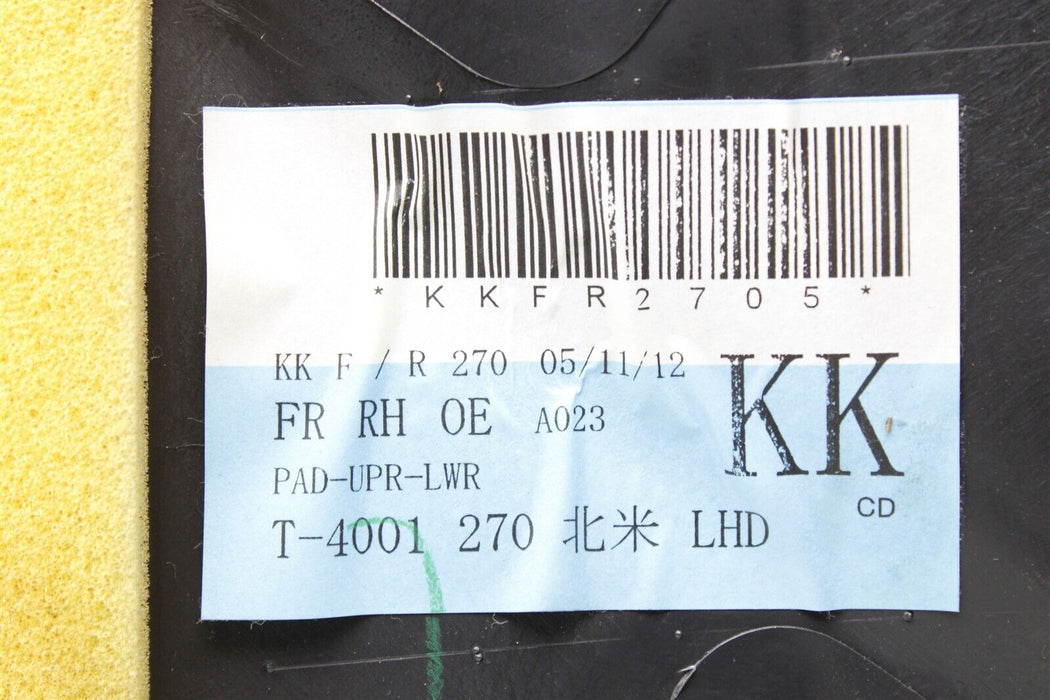 *KKFR2705*
KK F / R 270 05/11/12
KK
FR RH OE A023
PAD-UPR-LWR
CD
T-4001 270 北米 LHD